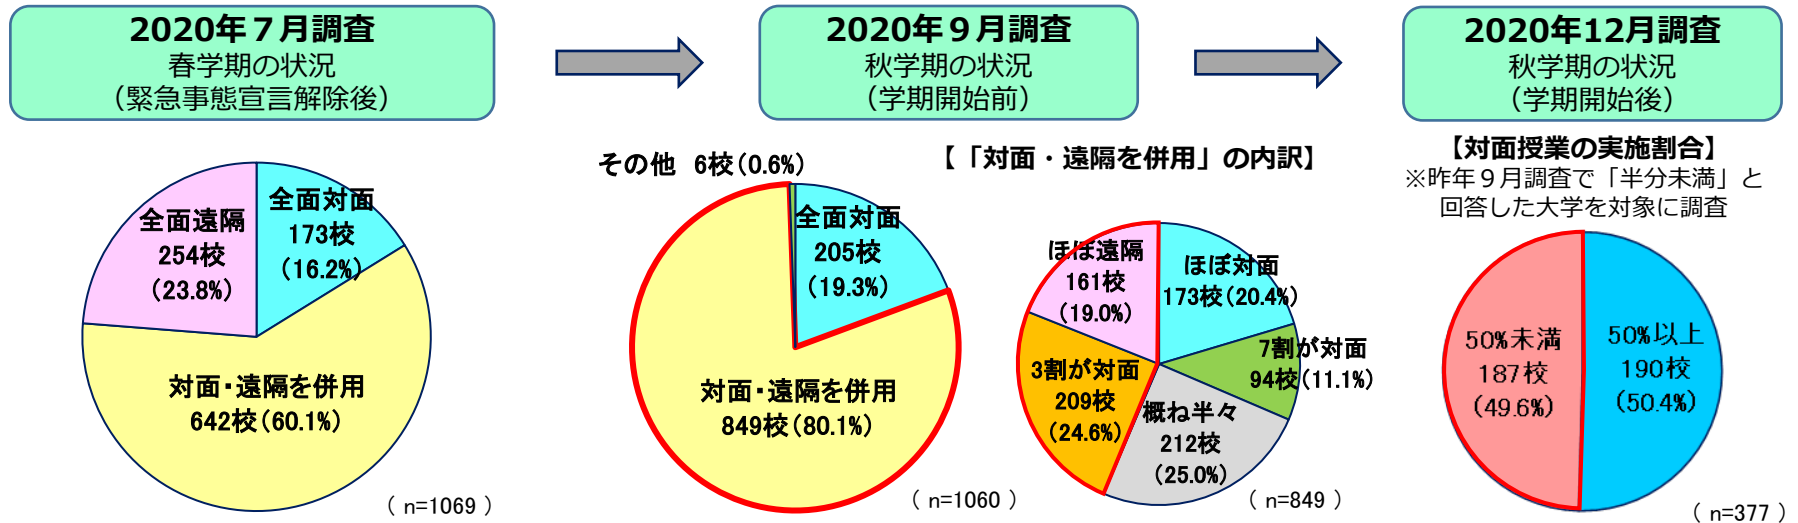 2020年７月調査
春学期の状況
（緊急事態宣言解除後）
2020年９月調査
秋学期の状況
（学期開始前）
2020年12月調査
秋学期の状況
（学期開始後）
全面対面
173校
（16.2%）
全面遠隔
254校
（23.8%）
対面・遠隔を併用
642校（60.1%）
（ n=1069 ）
その他 6校（0.6%）
全面対面
205校
（19.3%）
対面・遠隔を併用
849校（80.1%）
（ n=1060 ）
【「対面・遠隔を併用」の内訳】
ほぼ遠隔
161校
（19.0%）
ほぼ対面
173校（20.4%）
7割が対面
94校（11.1%）
3割が対面
209校
（24.6%）
概ね半々
212校
（25.0%）
（ n=849 ）
【対面授業の実施割合】
※昨年９月調査で「半分未満」と
回答した大学を対象に調査
50%未満
187校
（49.6%）
50%以上
190校
（50.4%）
（ n=377 ）